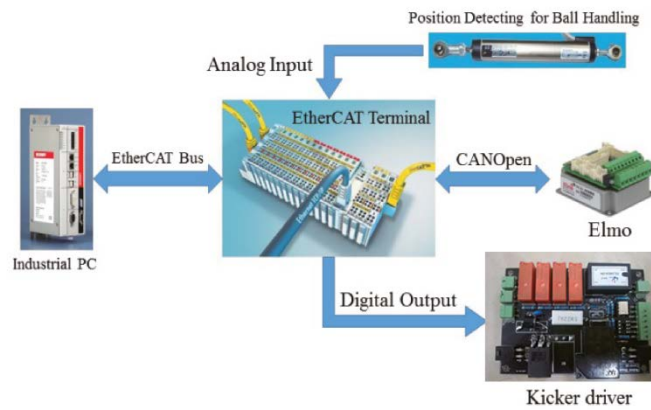 Position Detecting for Ball Handling
Analog Input
EtherCAT Terminal
EtherCAT Bus
CANOpen
Industrial PC
Elmo
Digital Output
Kicker driver